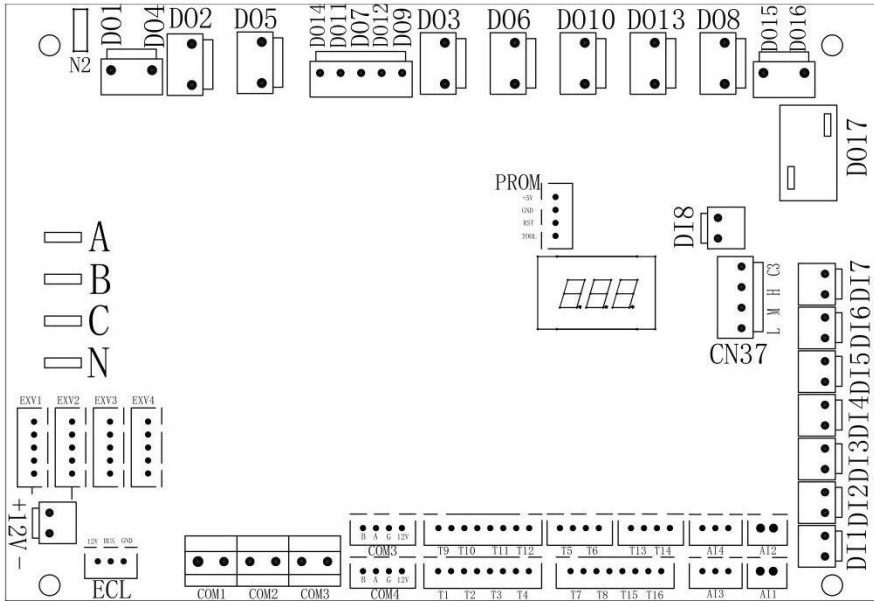 N2
DO1
DO4
DO2
DO5
DO14
DO11
DO7
DO12
DO9
DO3
DO6
DO10
DO13
DO8
DO15
DO16
DO17
PROM
+5V
GND
RST
TOOL
DI8
A
B
C
N
888
L M H C3
CN37
DI7
DI6
DI5
DI4
DI3
DI2
DI1
EXV1 EXV2 EXV3 EXV4
+12V-
12V BUS GND
ECL
COM1 COM2 COM3
B A G 12V
COM3
B A G 12V
COM4
T9 T10 T11 T12
T5 T6
T13 T14
AI4
AI2
T1 T2 T3 T4
T7 T8 T15 T16
AI3
AI1